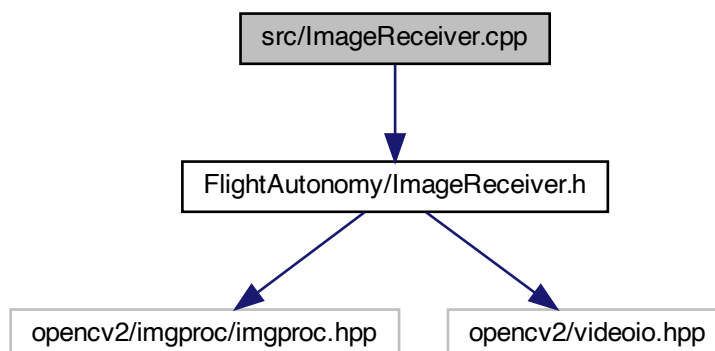 src/ImageReceiver.cpp
FlightAutonomy/ImageReceiver.h
opencv2/imgproc/imgproc.hpp
opencv2/videoio.hpp